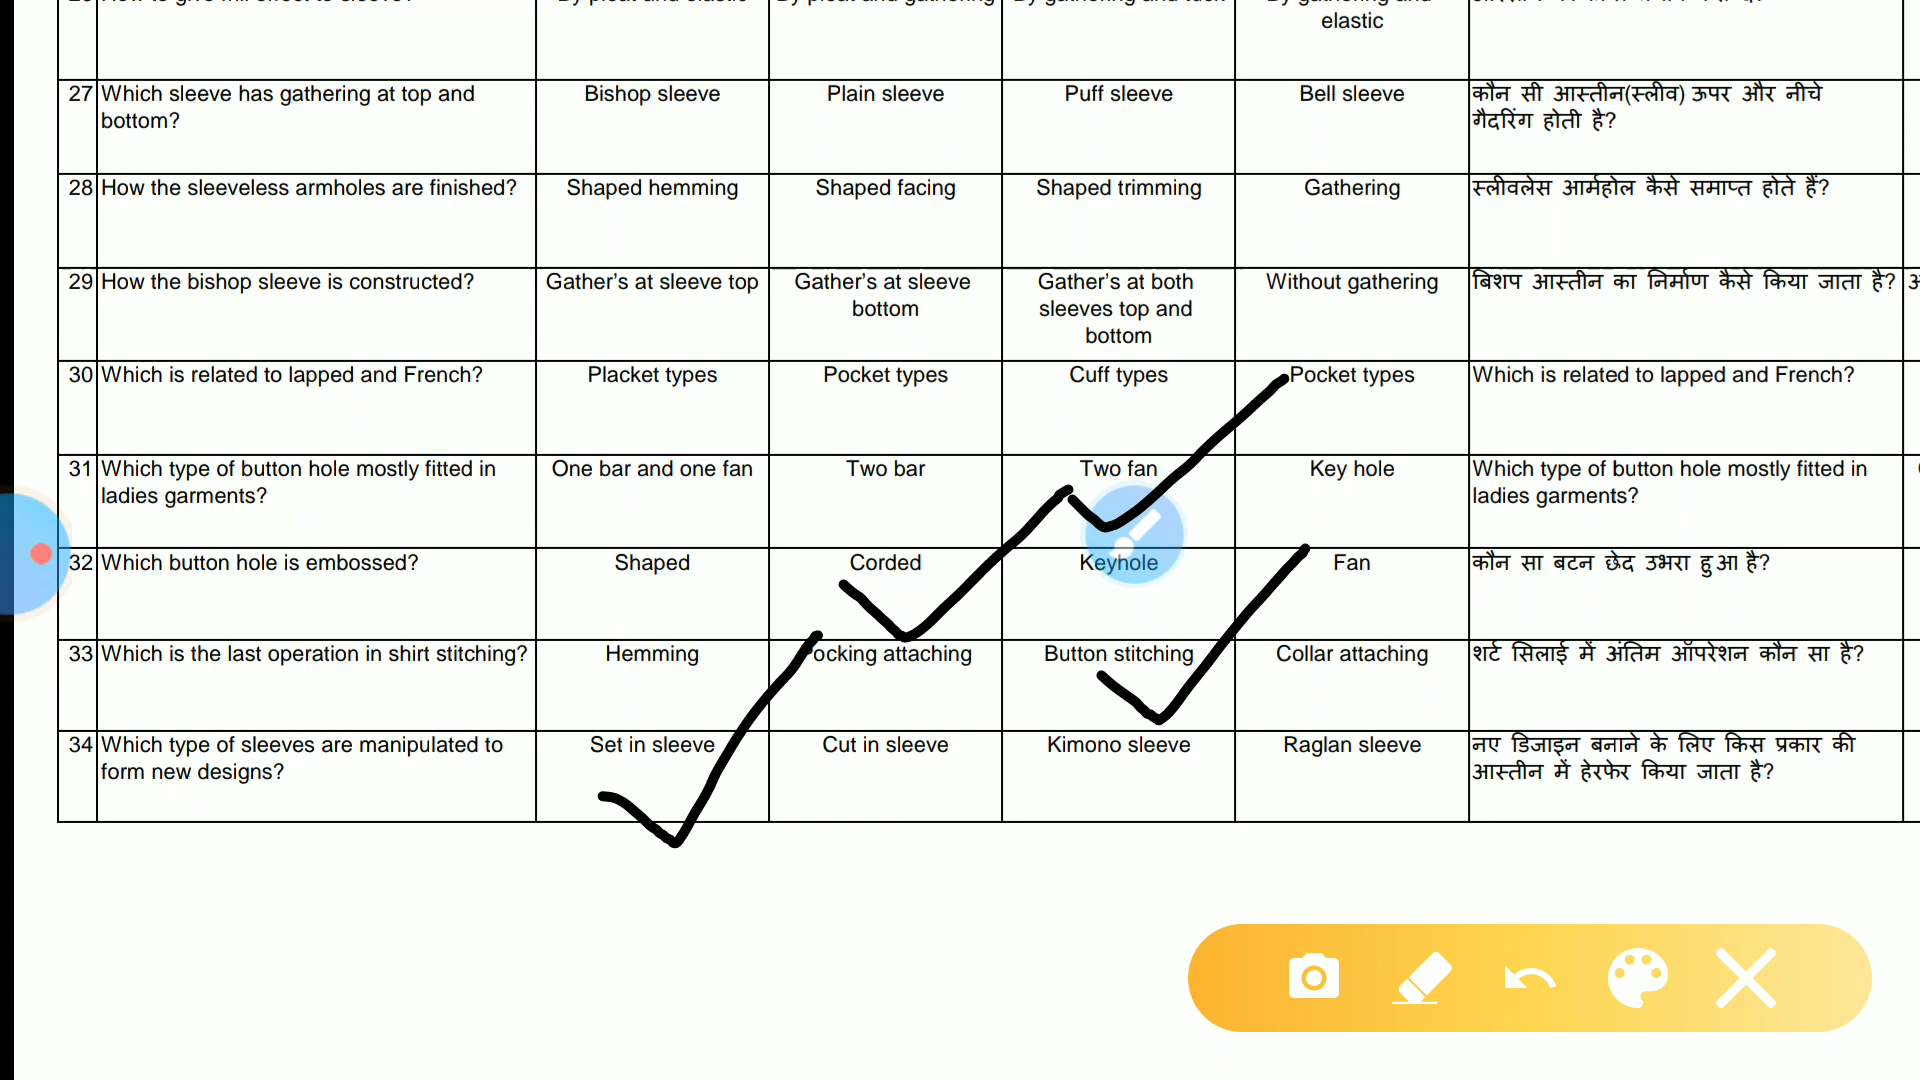 elastic
27 Which sleeve has gathering at top and bottom? Bishop sleeve Plain sleeve Puff sleeve Bell sleeve कौन सी आस्तीन(स्लीव) ऊपर और नीचे गैदरिंग होती है?
28 How the sleeveless armholes are finished? Shaped hemming Shaped facing Shaped trimming Gathering स्लीवलेस आर्महोल कैसे समाप्त होते हैं?
29 How the bishop sleeve is constructed? Gather’s at sleeve top Gather’s at sleeve bottom Gather’s at both sleeves top and bottom Without gathering बिशप आस्तीन का निर्माण कैसे किया जाता है?
30 Which is related to lapped and French? Placket types Pocket types Cuff types Pocket types Which is related to lapped and French?
31 Which type of button hole mostly fitted in ladies garments? One bar and one fan Two bar Two fan Key hole Which type of button hole mostly fitted in ladies garments?
32 Which button hole is embossed? Shaped Corded Keyhole Fan कौन सा बटन छेद उभरा हुआ है?
33 Which is the last operation in shirt stitching? Hemming Pocking attaching Button stitching Collar attaching शर्ट सिलाई में अंतिम ऑपरेशन कौन सा है?
34 Which type of sleeves are manipulated to form new designs? Set in sleeve Cut in sleeve Kimono sleeve Raglan sleeve नए डिजाइन बनाने के लिए किस प्रकार की आस्तीन में हेरफेर किया जाता है?